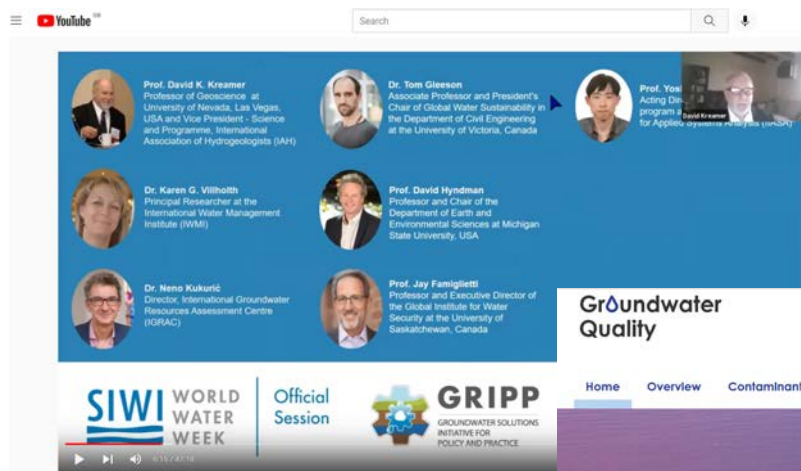 YouTube GB
Search
Prof. David K. Kreamer
Professor of Geoscience at
University of Nevada, Las Vegas,
USA and Vice President - Science
and Programme, International
Association of Hydrogeologists (IAH)
Dr. Tom Gleeson
Associate Professor and President's
Chair of Global Water Sustainability in
the Department of Civil Engineering
at the University of Victoria, Canada
Prof. Yosh
Acting Dire
program a
for Applied Systems Analysis (IIASA)
David Kreamer
Dr. Karen G. Villholth
Principal Researcher at the
International Water Management
Institute (IWMI)
Prof. David Hyndman
Professor and Chair of the
Department of Earth and
Environmental Sciences at Michigan
State University, USA
Dr. Neno Kukurić
Director, International Groundwater
Resources Assessment Centre
(IGRAC)
Prof. Jay Famiglietti
Professor and Executive Director of
the Global Institute for Water
Security at the University of
Saskatchewan, Canada
SIWI WORLD
WATER
WEEK
Official
Session
GRIPP
GROUNDWATER SOLUTIONS
INITIATIVE FOR
POLICY AND PRACTICE
Groundwater
Quality
Home Overview Contaminant